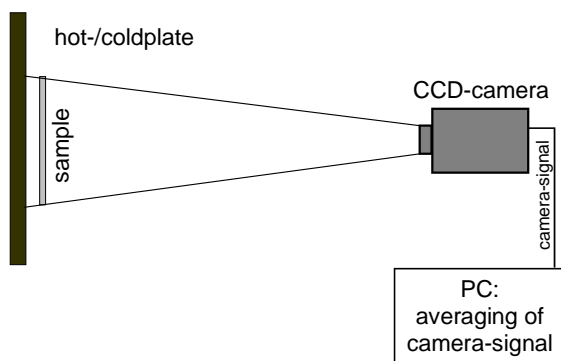 hot-/coldplate
CCD-camera
sample
camera-signal
PC:
averaging of
camera-signal